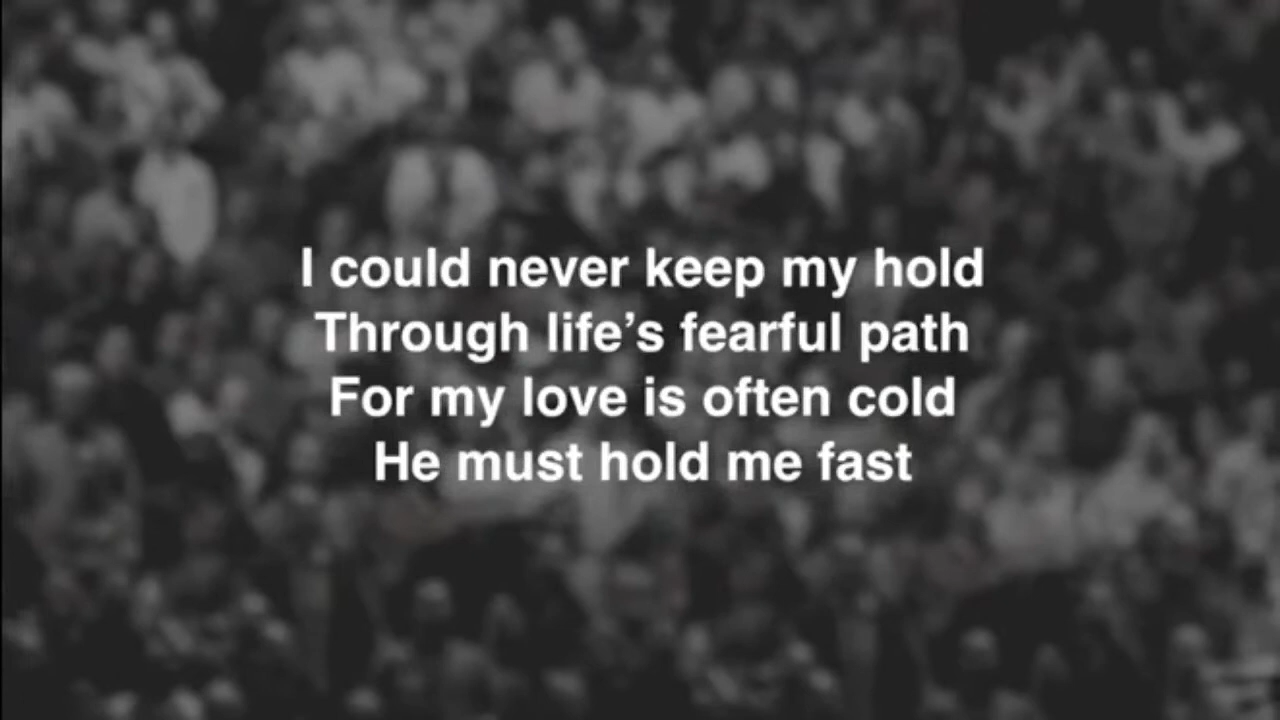 I could never keep my hold
Through life’s fearful path
For my love is often cold
He must hold me fast